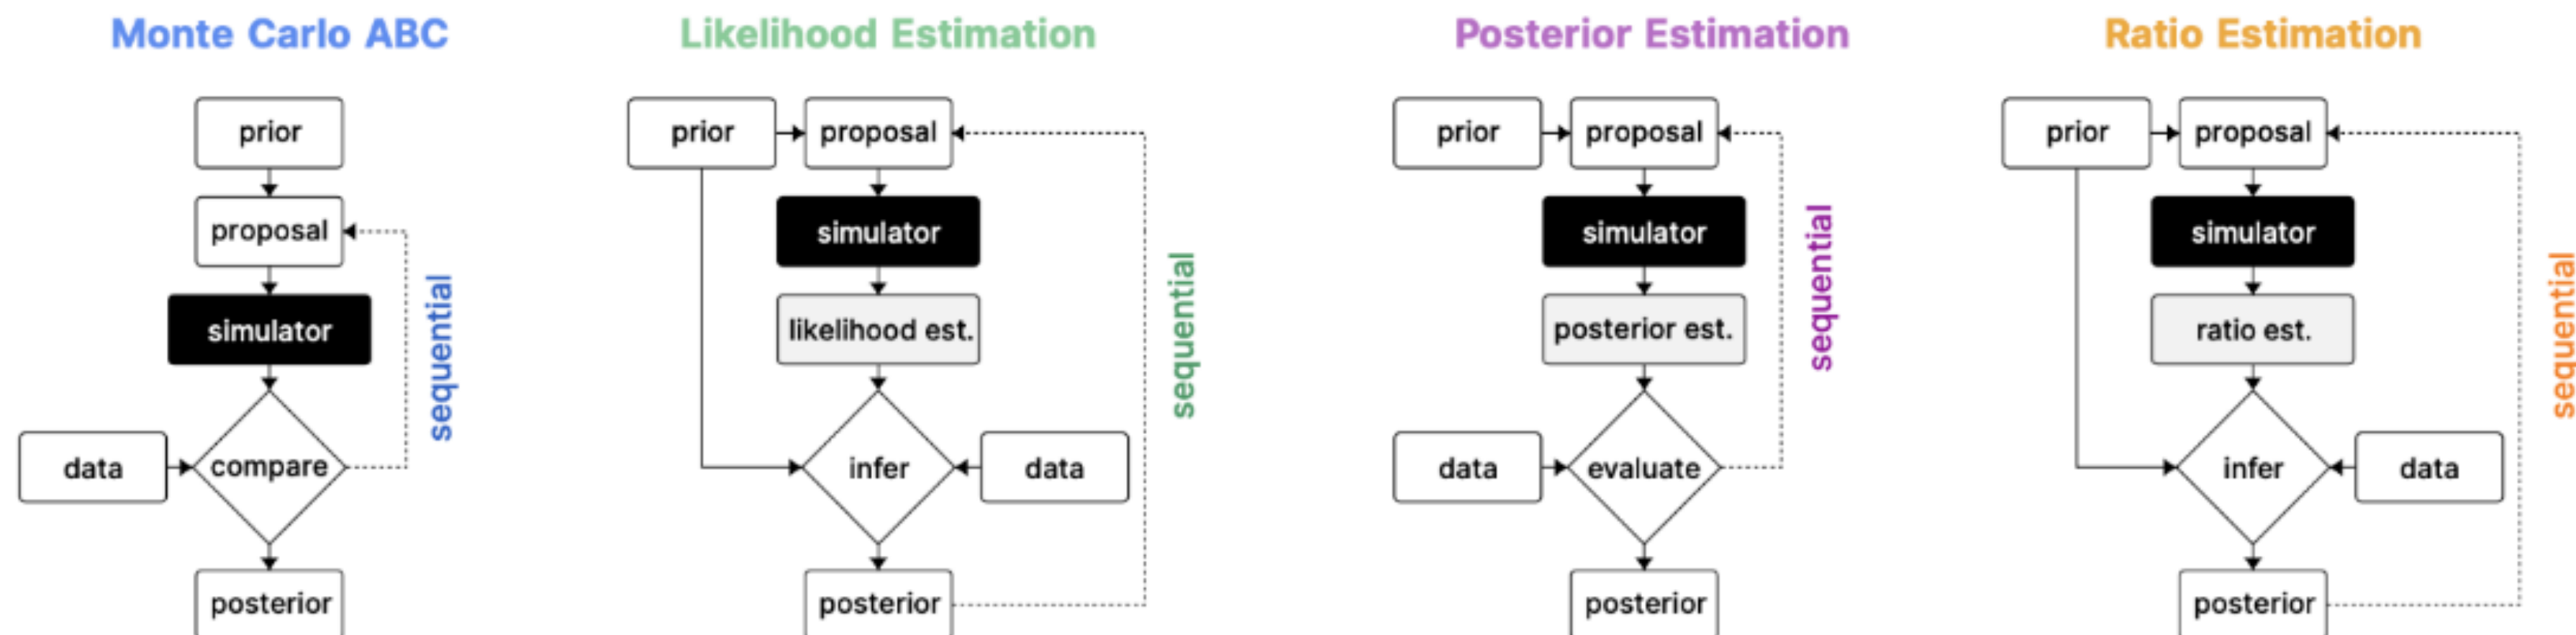 Monte Carlo ABC
prior
proposal
simulator
data
compare
posterior
sequential
Likelihood Estimation
prior
proposal
simulator
likelihood est.
infer
data
posterior
sequential
Posterior Estimation
prior
proposal
simulator
posterior est.
data
evaluate
posterior
sequential
Ratio Estimation
prior
proposal
simulator
ratio est.
infer
data
posterior
sequential